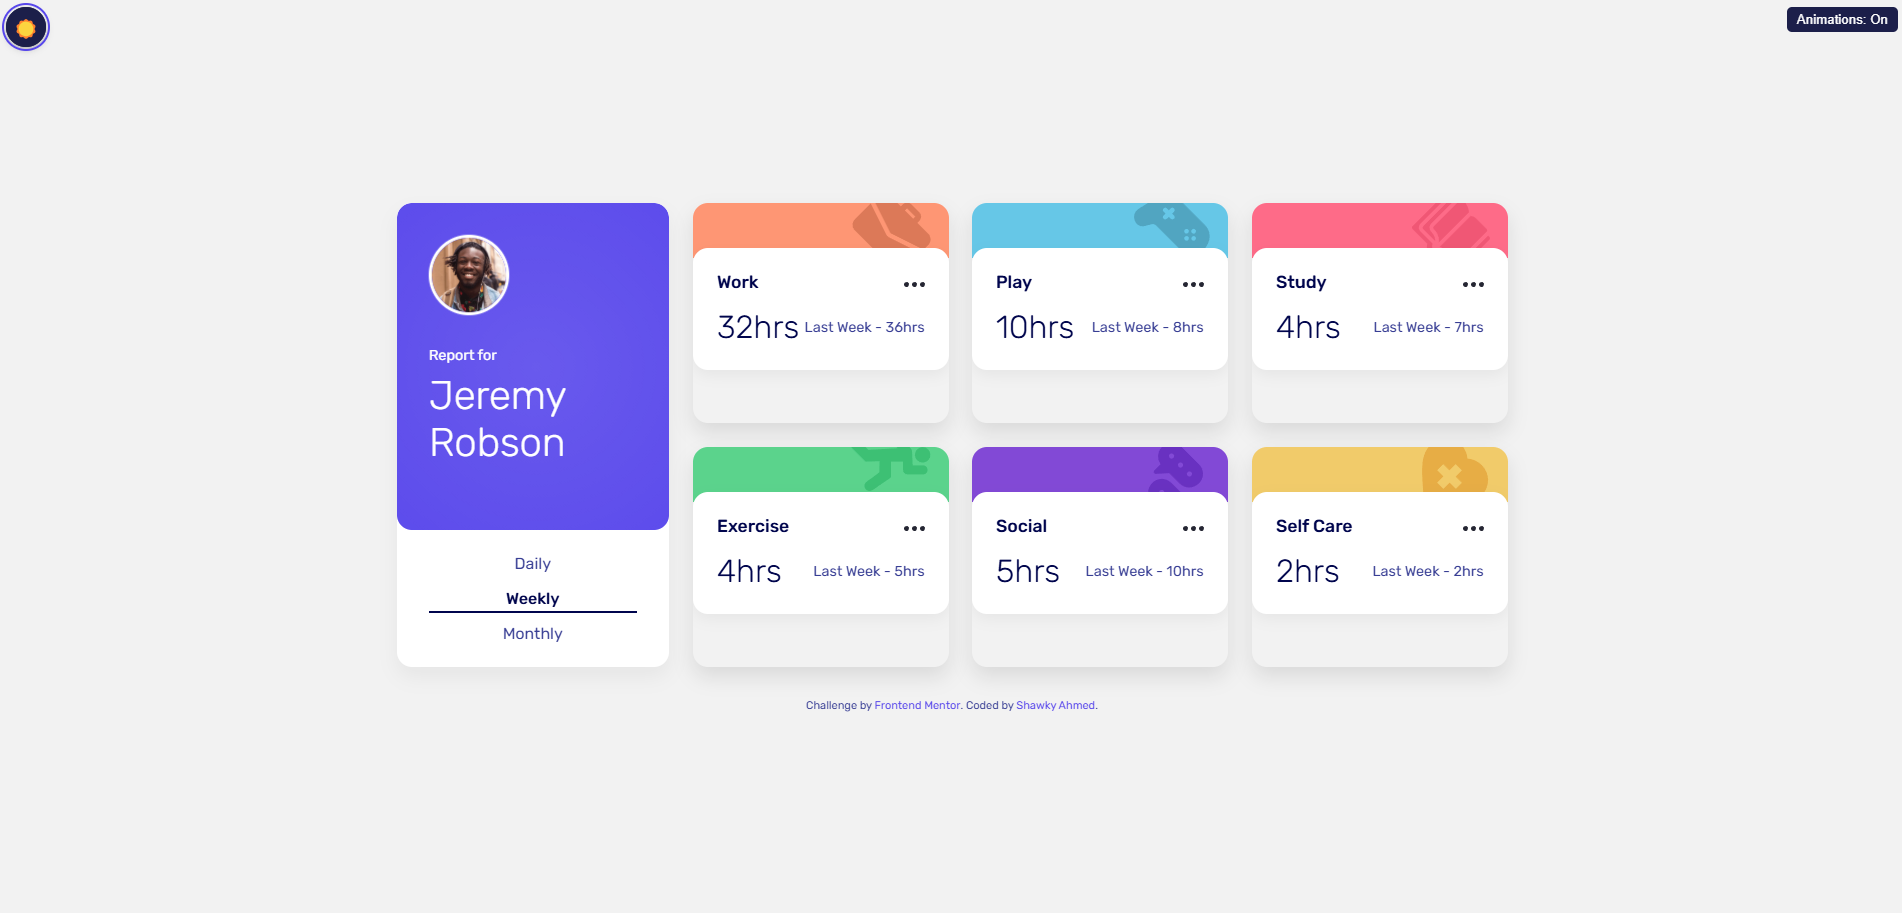 Animations: On
Report for
Jeremy
Robson
Daily
Weekly
Monthly
Work
32hrs Last Week - 36hrs
Play
10hrs Last Week - 8hrs
Study
4hrs Last Week - 7hrs
Exercise
4hrs Last Week - 5hrs
Social
5hrs Last Week - 10hrs
Self Care
2hrs Last Week - 2hrs
Challenge by Frontend Mentor. Coded by Shawky Ahmed.